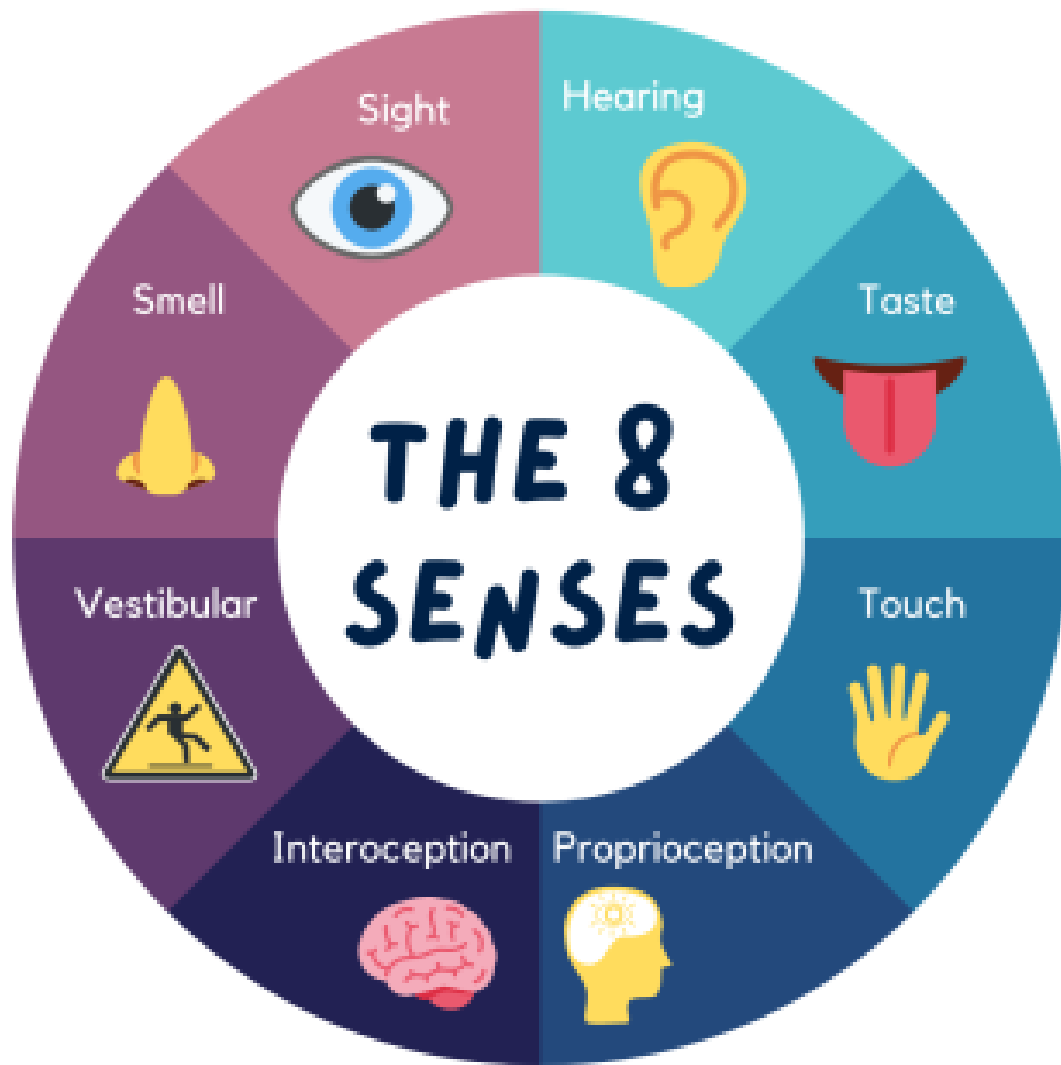 Sight
Hearing
Smell
Taste
THE 8
SENSES
Vestibular
Touch
Interoception
Proprioception